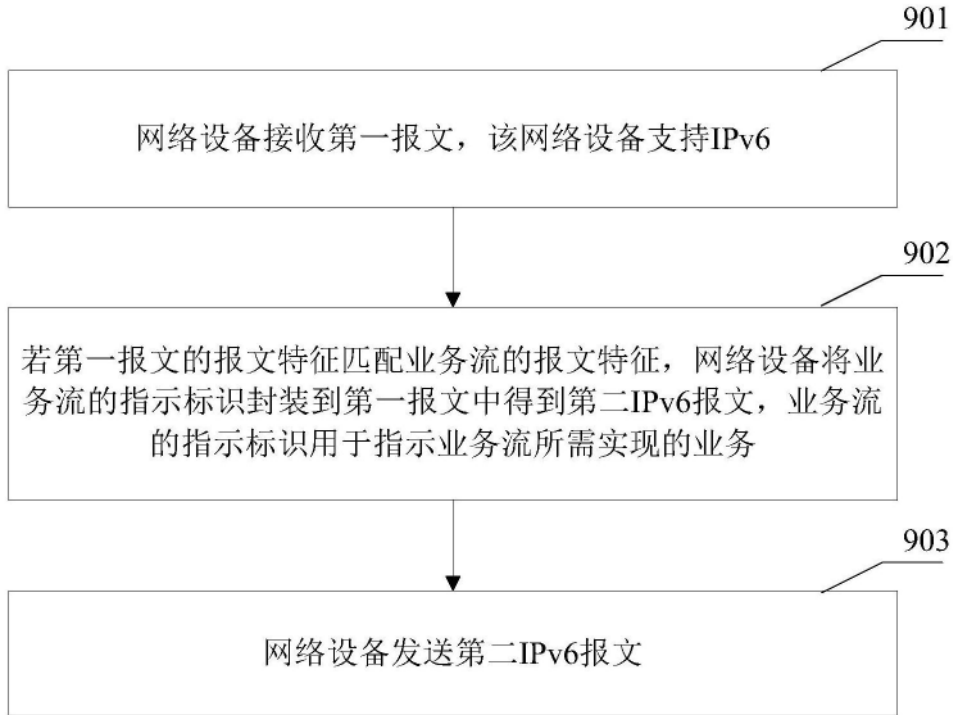 901
网络设备接收第一报文，该网络设备支持IPv6
902
若第一报文的报文特征匹配业务流的报文特征，网络设备将业
务流的指示标识封装到第一报文中得到第二IPv6报文，业务流
的指示标识用于指示业务流所需实现的业务
903
网络设备发送第二IPv6报文